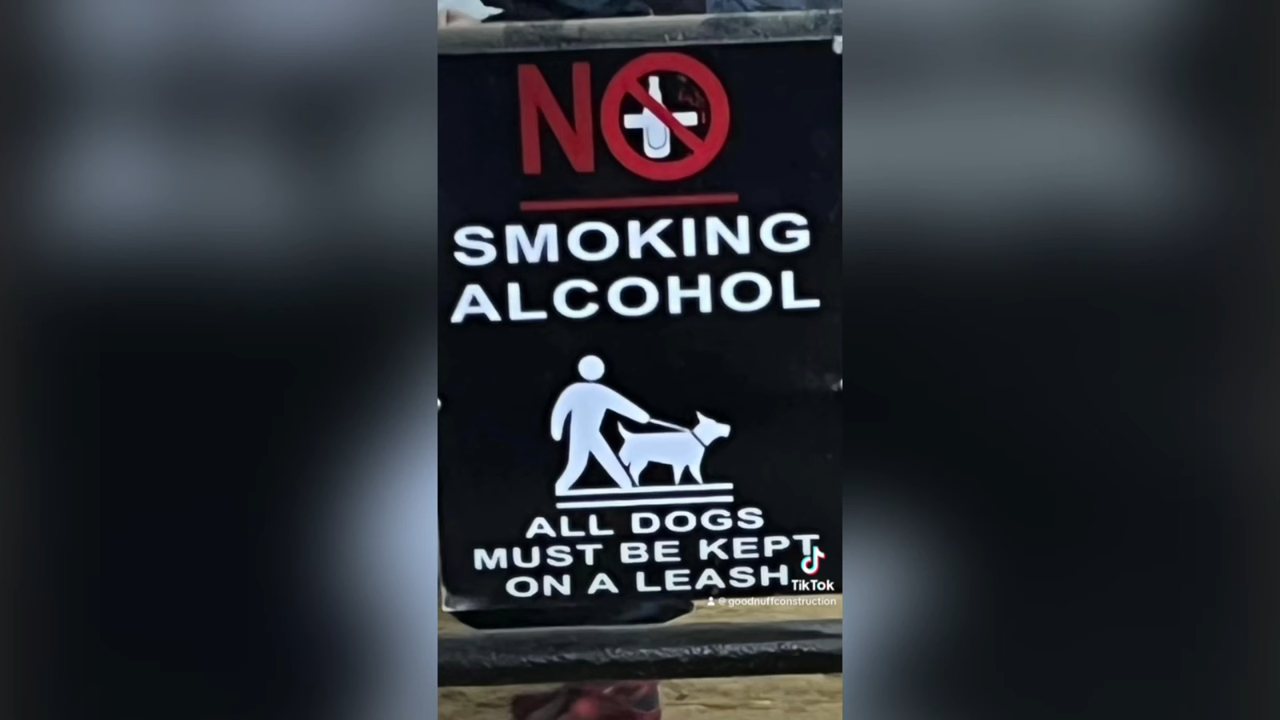 NO
SMOKING
ALCOHOL
ALL DOGS
MUST BE KEPT
ON A LEASH
TikTok
@goodnuffconstruction